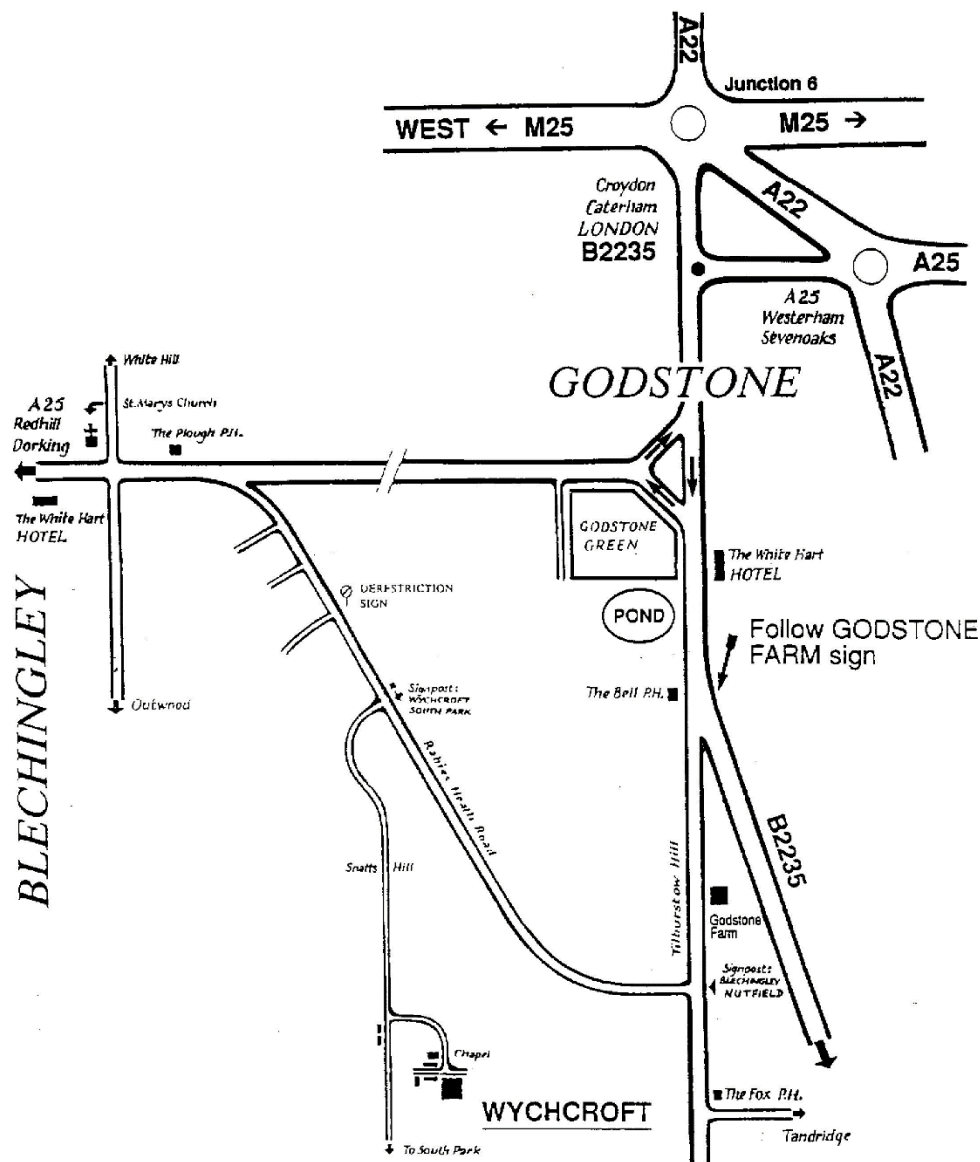 A22
Junction 6
WEST ← M25
M25 →
Croydon
Caterham
LONDON
B2235
A22
A25
A25
Westerham
Sevenoaks
A22
GODSTONE
White Hill
St.Marys Church
A25
Redhill
Dorking
The Plough P.H.
The White Hart
HOTEL
GODSTONE
GREEN
The White Hart
HOTEL
DERESTRICTION
SIGN
POND
Follow GODSTONE
FARM sign
BLECHINGLEY
Outwood
Signpost:
WYCHCROFT
SOUTH PARK
The Bell P.H.
Rabies Heath Road
B2235
Snatts Hill
Tilburstow Hill
Godstone
Farm
Signpost:
BLECHINGLEY
NUTFIELD
Chapel
WYCHCROFT
The Fox P.H.
Tandridge
To South Park